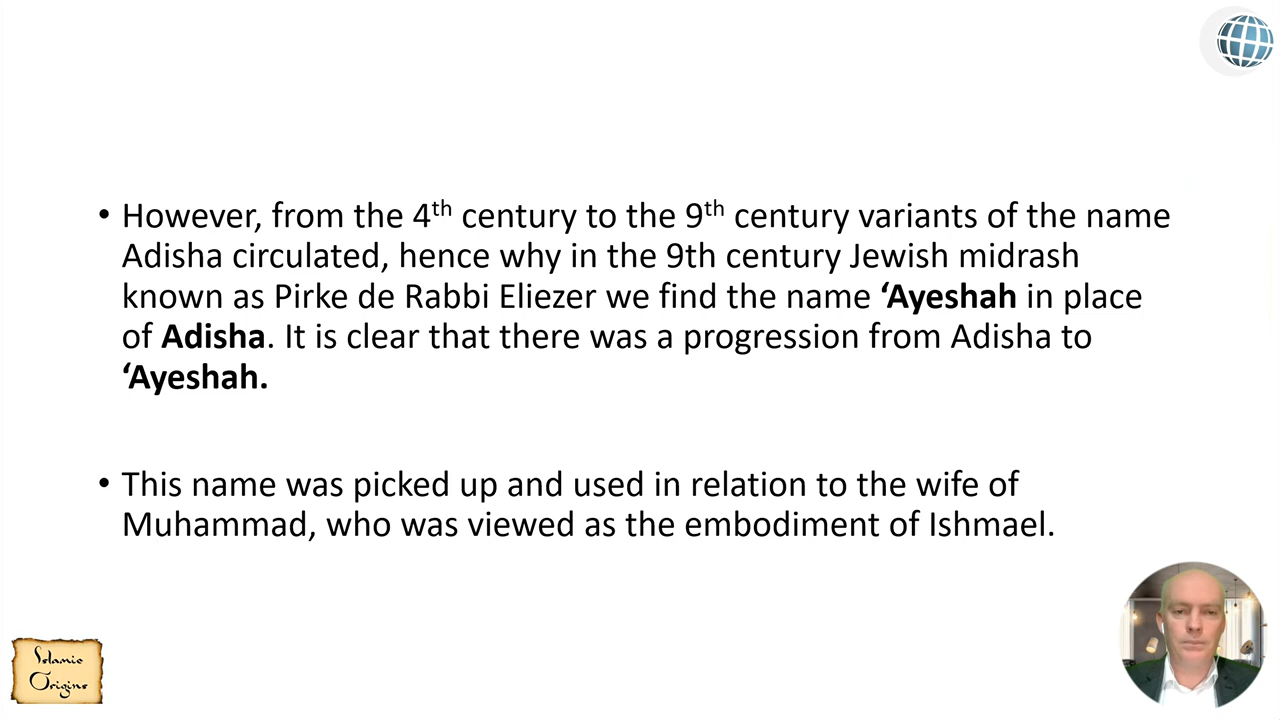 • However, from the 4th century to the 9th century variants of the name
Adisha circulated, hence why in the 9th century Jewish midrash
known as Pirke de Rabbi Eliezer we find the name ‘Ayeshah in place
of Adisha. It is clear that there was a progression from Adisha to
‘Ayeshah.
• This name was picked up and used in relation to the wife of
Muhammad, who was viewed as the embodiment of Ishmael.
Islamic
Origins